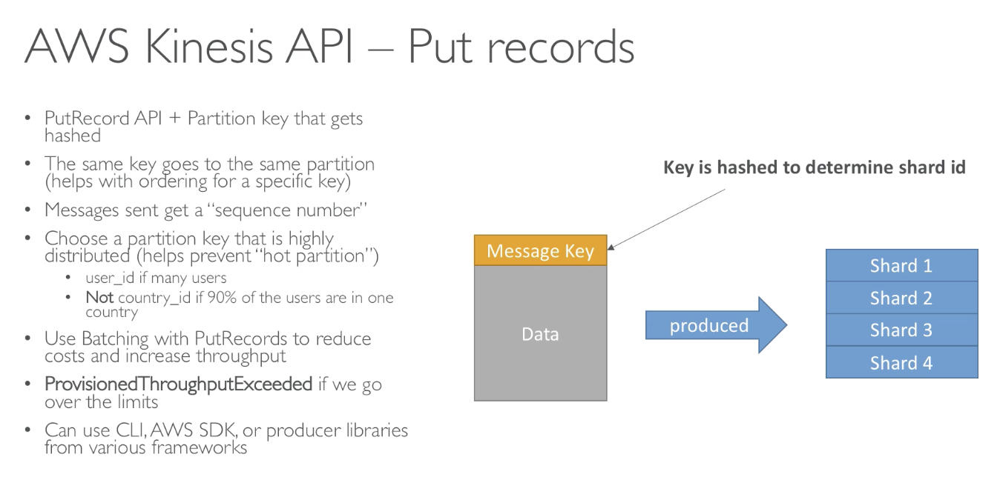 AWS Kinesis API – Put records
• PutRecord API + Partition key that gets
hashed
• The same key goes to the same partition
(helps with ordering for a specific key)
• Messages sent get a “sequence number”
• Choose a partition key that is highly
distributed (helps prevent “hot partition”)
• user_id if many users
• Not country_id if 90% of the users are in one
country
• Use Batching with PutRecords to reduce
costs and increase throughput
• ProvisionedThroughputExceeded if we go
over the limits
• Can use CLI, AWS SDK, or producer libraries
from various frameworks
Key is hashed to determine shard id
Message Key
Data
produced
Shard 1
Shard 2
Shard 3
Shard 4